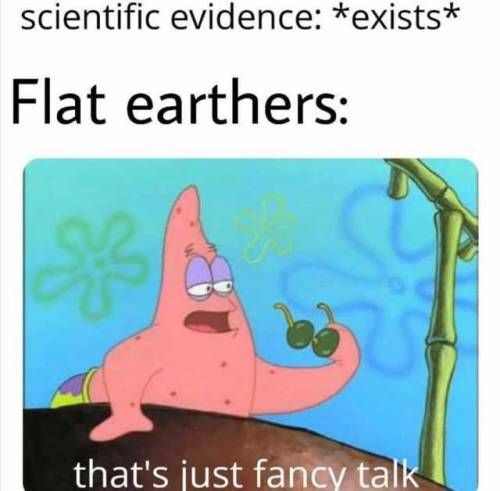 scientific evidence: *exists*
Flat earthers:
that's just fancy talk